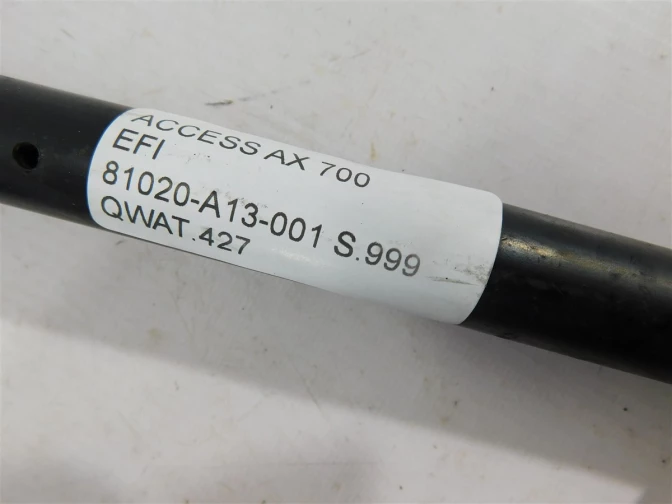 ACCESS AX 700
EFI
81020-A13-001 S.999
QWAT.427